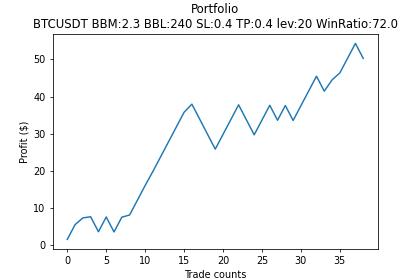 Portfolio
BTCUSDT BBM:2.3 BBL:240 SL:0.4 TP:0.4 lev:20 WinRatio:72.0
50
40
30
20
10
0
Profit ($)
0 5 10 15 20 25 30 35
Trade counts